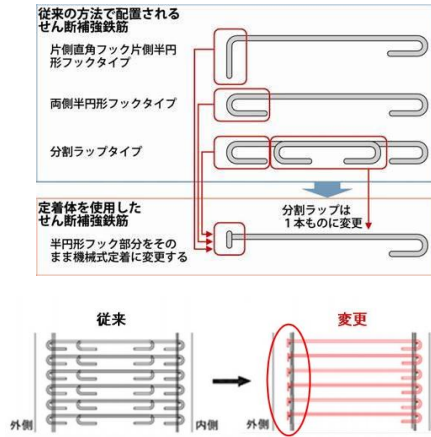 従来の方法で配置される
せん断補強鉄筋
片側直角フック片側半円
形フックタイプ
両側半円形フックタイプ
分割ラップタイプ
定着体を使用した
せん断補強鉄筋
半円形フック部分をその
まま機械式定着に変更する
分割ラップは
1本ものに変更
従来
変更
外側
内側
外側